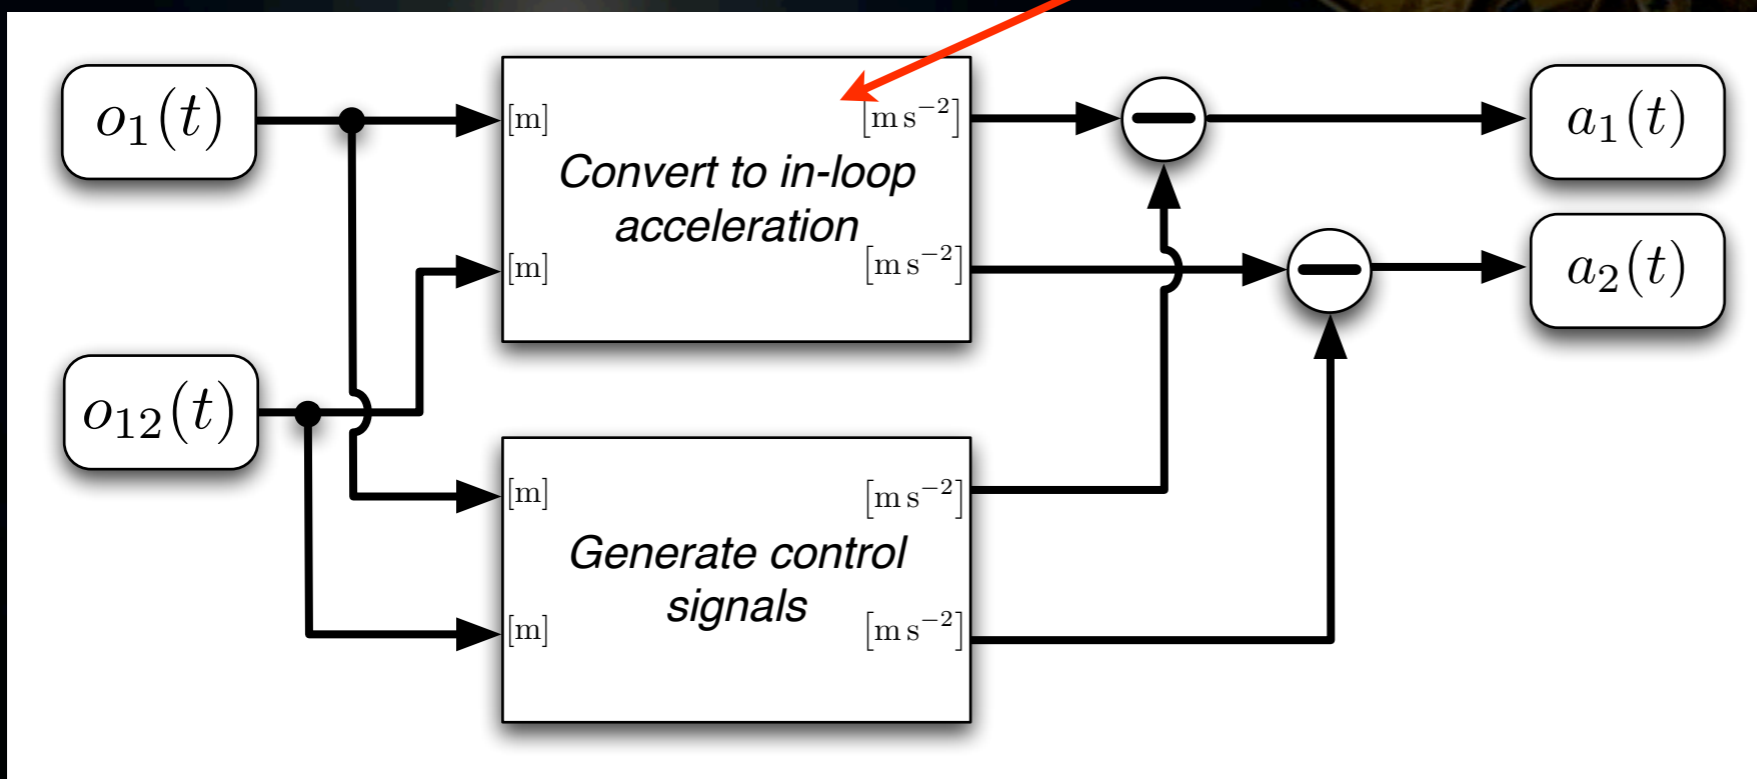 o₁(t)
[m]
[m s⁻²]
a₁(t)
Convert to in-loop
acceleration
[m]
[m s⁻²]
a₂(t)
o₁₂(t)
[m]
[m s⁻²]
Generate control
signals
[m]
[m s⁻²]